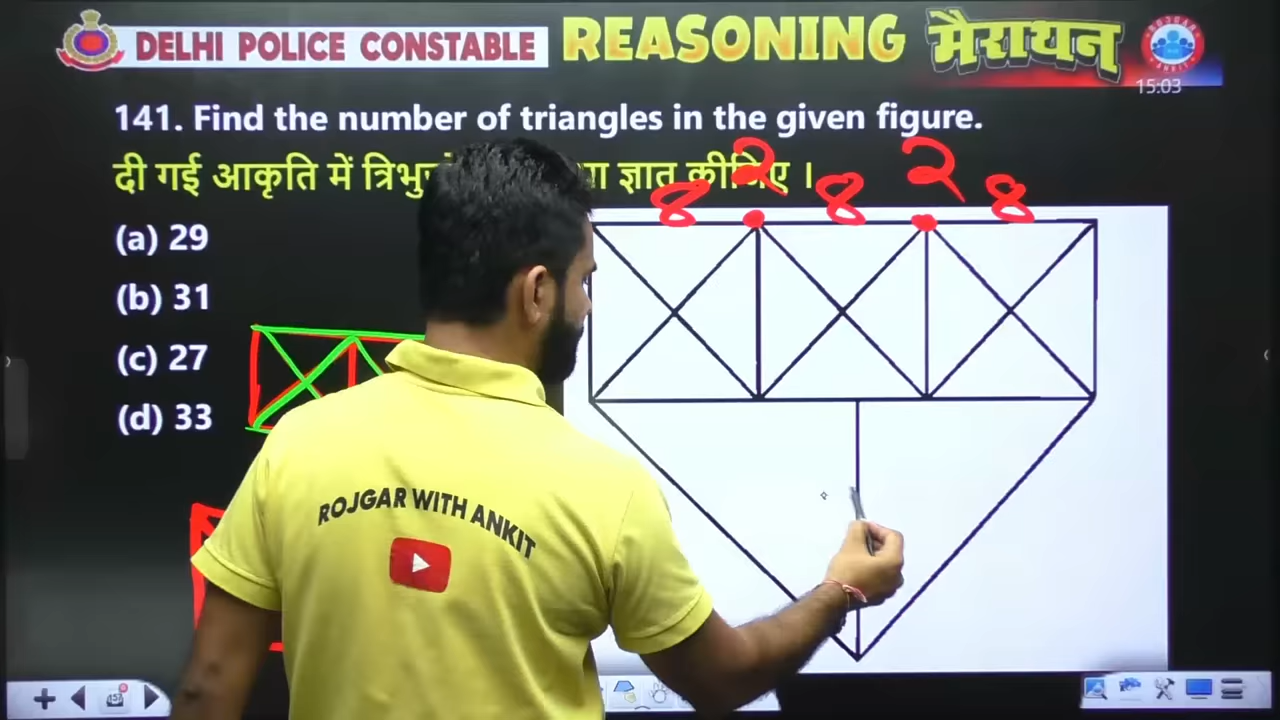 DELHI POLICE CONSTABLE REASONING मैराथन
15:03
141. Find the number of triangles in the given figure.
दी गई आकृति में ज्ञात कीजिए ।
8 2 8 2 8
(a) 29
(b) 31
(c) 27
(d) 33
ROJGAR WITH ANKIT